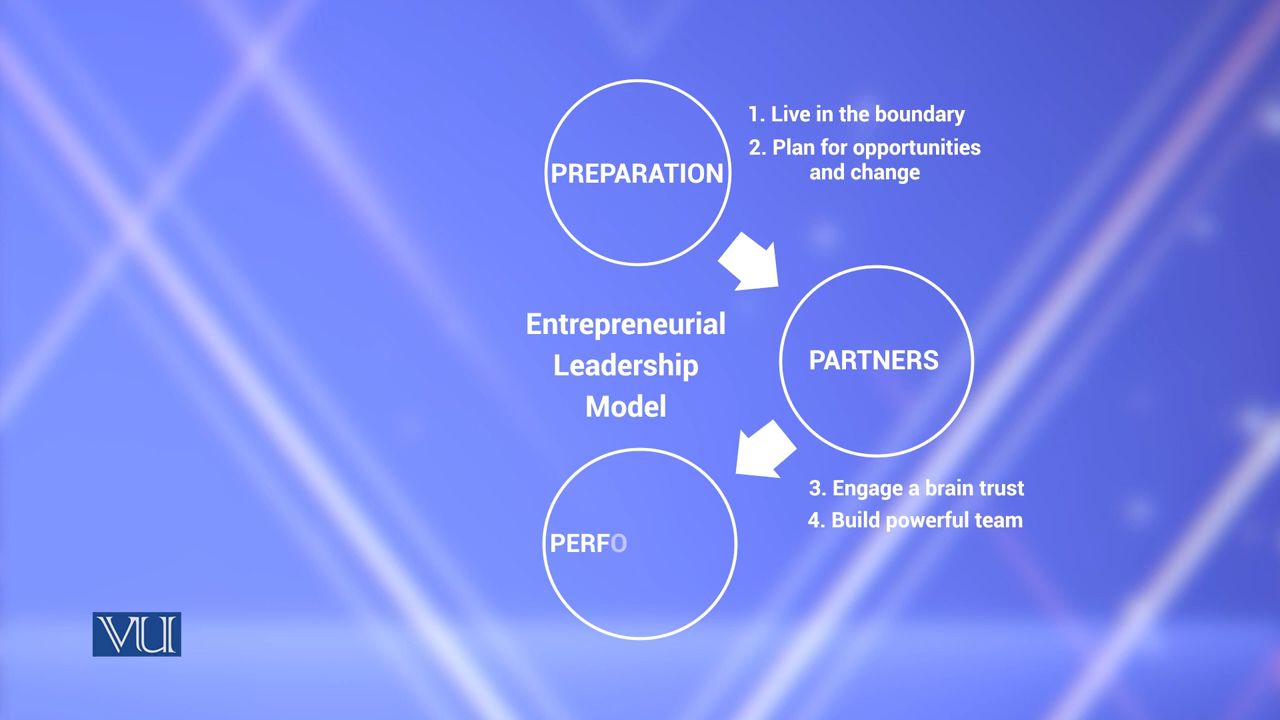 PREPARATION
1. Live in the boundary
2. Plan for opportunities
and change
Entrepreneurial
Leadership
Model
PARTNERS
3. Engage a brain trust
4. Build powerful team
PERFO
VU